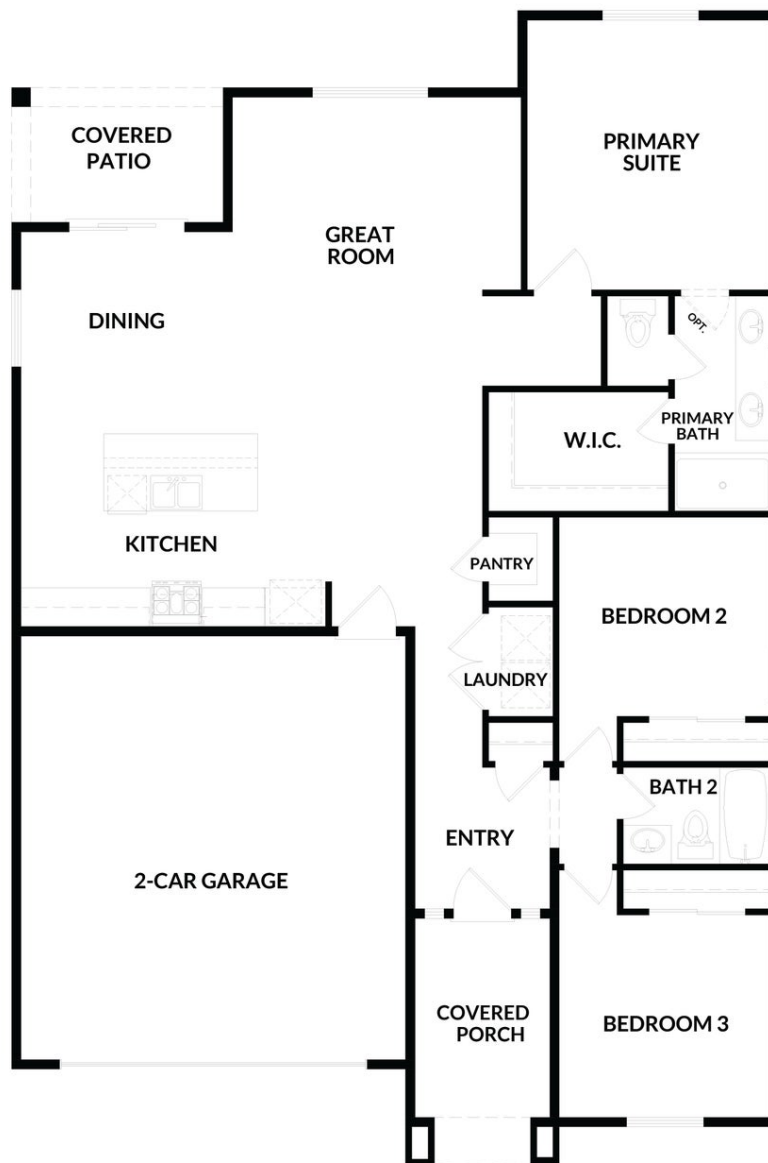 COVERED
PATIO
PRIMARY
SUITE
GREAT
ROOM
DINING
OPT.
PRIMARY
BATH
W.I.C.
KITCHEN
PANTRY
BEDROOM 2
LAUNDRY
BATH 2
ENTRY
2-CAR GARAGE
COVERED
PORCH
BEDROOM 3